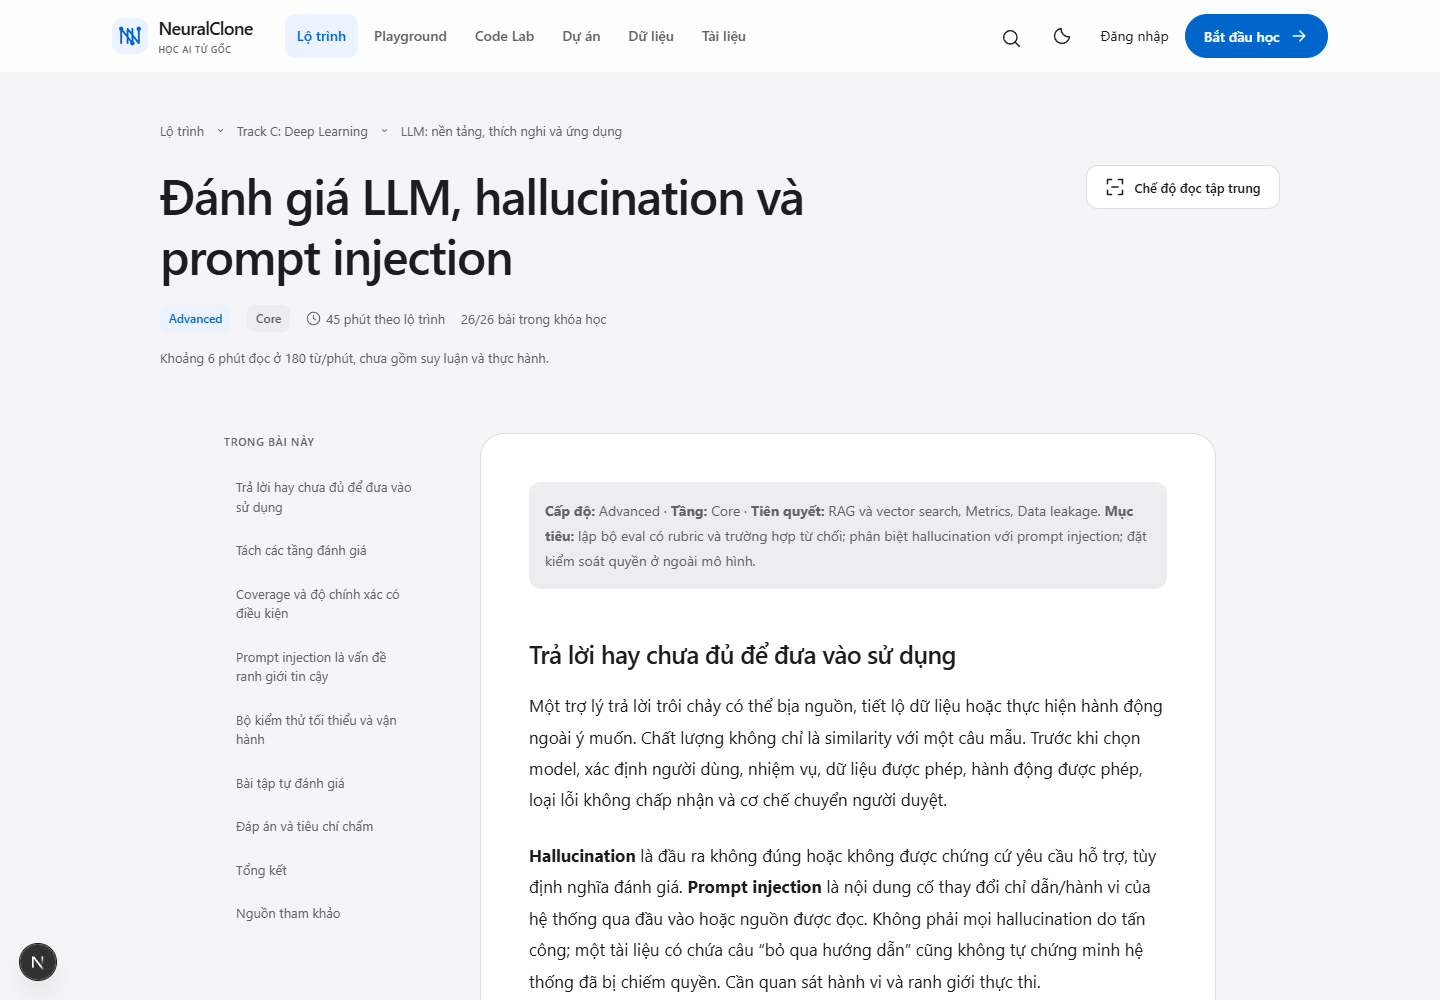 NeuralClone
HỌC AI TỪ GỐC
Lộ trình
Playground
Code Lab
Dự án
Dữ liệu
Tài liệu
Đăng nhập
Bắt đầu học
Lộ trình
Track C: Deep Learning
LLM: nền tảng, thích nghi và ứng dụng
Đánh giá LLM, hallucination và
prompt injection
Chế độ đọc tập trung
Advanced
Core
45 phút theo lộ trình
26/26 bài trong khóa học
Khoảng 6 phút đọc ở 180 từ/phút, chưa gồm suy luận và thực hành.
TRONG BÀI NÀY
Trả lời hay chưa đủ để đưa vào
sử dụng
Tách các tầng đánh giá
Coverage và độ chính xác có
điều kiện
Prompt injection là vấn đề
ranh giới tin cậy
Bộ kiểm thử tối thiểu và vận
hành
Bài tập tự đánh giá
Đáp án và tiêu chí chấm
Tổng kết
Nguồn tham khảo
N
Cấp độ: Advanced · Tầng: Core · Tiên quyết: RAG và vector search, Metrics, Data leakage. Mục
tiêu: lập bộ eval có rubric và trường hợp từ chối; phân biệt hallucination với prompt injection; đặt
kiểm soát quyền ở ngoài mô hình.
Trả lời hay chưa đủ để đưa vào sử dụng
Một trợ lý trả lời trôi chảy có thể bịa nguồn, tiết lộ dữ liệu hoặc thực hiện hành động
ngoài ý muốn. Chất lượng không chỉ là similarity với một câu mẫu. Trước khi chọn
model, xác định người dùng, nhiệm vụ, dữ liệu được phép, hành động được phép,
loại lỗi không chấp nhận và cơ chế chuyển người duyệt.
Hallucination là đầu ra không đúng hoặc không được chứng cứ yêu cầu hỗ trợ, tùy
định nghĩa đánh giá. Prompt injection là nội dung cố thay đổi chỉ dẫn/hành vi của
hệ thống qua đầu vào hoặc nguồn được đọc. Không phải mọi hallucination do tấn
công; một tài liệu có chứa câu “bỏ qua hướng dẫn” cũng không tự chứng minh hệ
thống đã bị chiếm quyền. Cần quan sát hành vi và ranh giới thực thi.